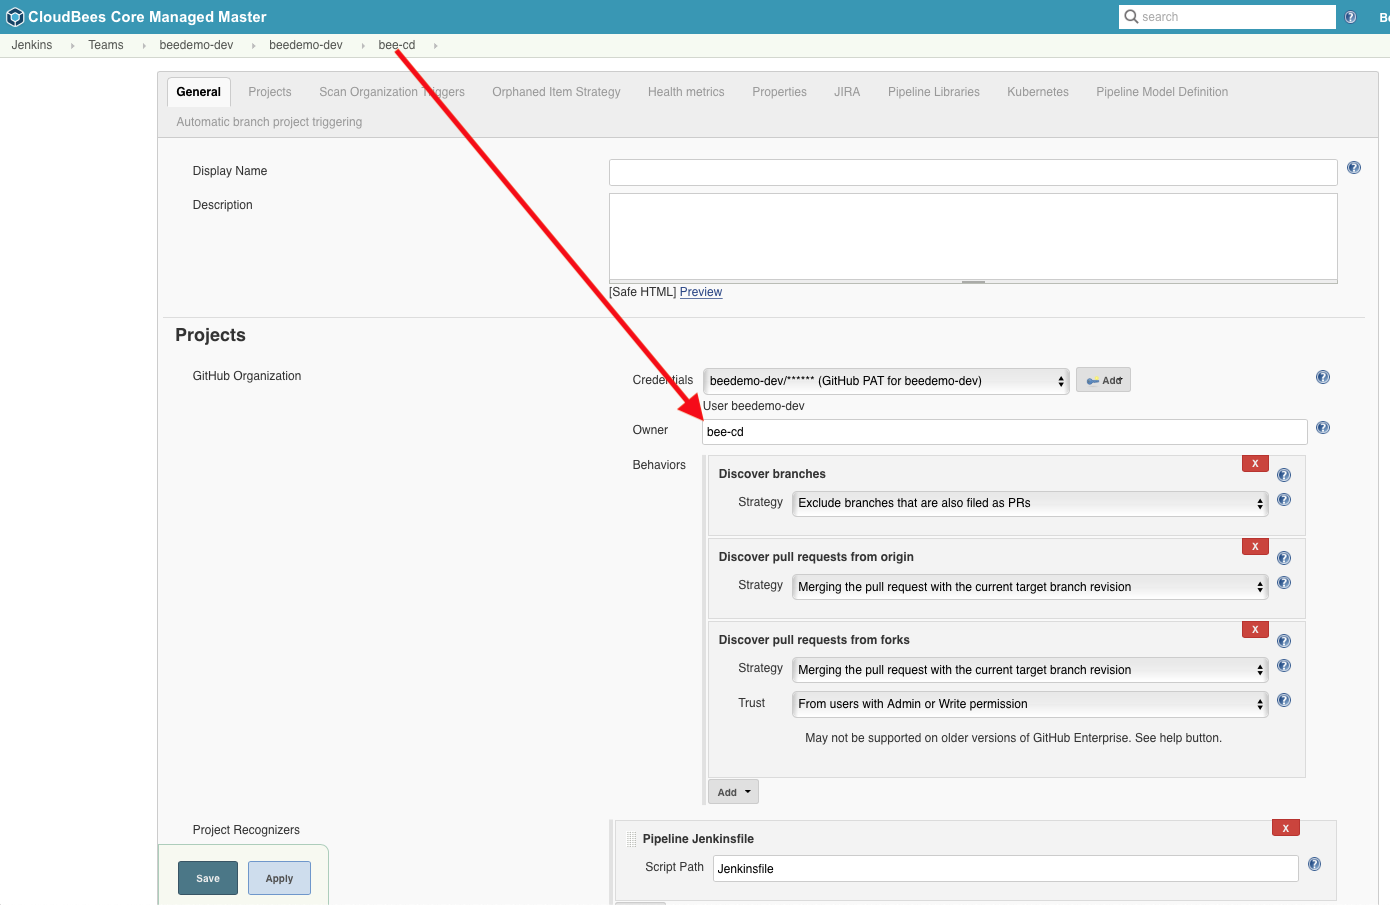 CloudBees Core Managed Master
search
Jenkins Teams beedemo-dev beedemo-dev bee-cd
General Projects Scan Organization Triggers Orphaned Item Strategy Health metrics Properties JIRA Pipeline Libraries Kubernetes Pipeline Model Definition
Automatic branch project triggering
Display Name
Description
[Safe HTML] Preview
Projects
GitHub Organization
Credentials beedemo-dev/****** (GitHub PAT for beedemo-dev) Add
User beedemo-dev
Owner bee-cd
Behaviors
X
Discover branches
Strategy Exclude branches that are also filed as PRs
X
Discover pull requests from origin
Strategy Merging the pull request with the current target branch revision
X
Discover pull requests from forks
Strategy Merging the pull request with the current target branch revision
Trust From users with Admin or Write permission
May not be supported on older versions of GitHub Enterprise. See help button.
Add
Project Recognizers
X
Pipeline Jenkinsfile
Script Path Jenkinsfile
Save Apply